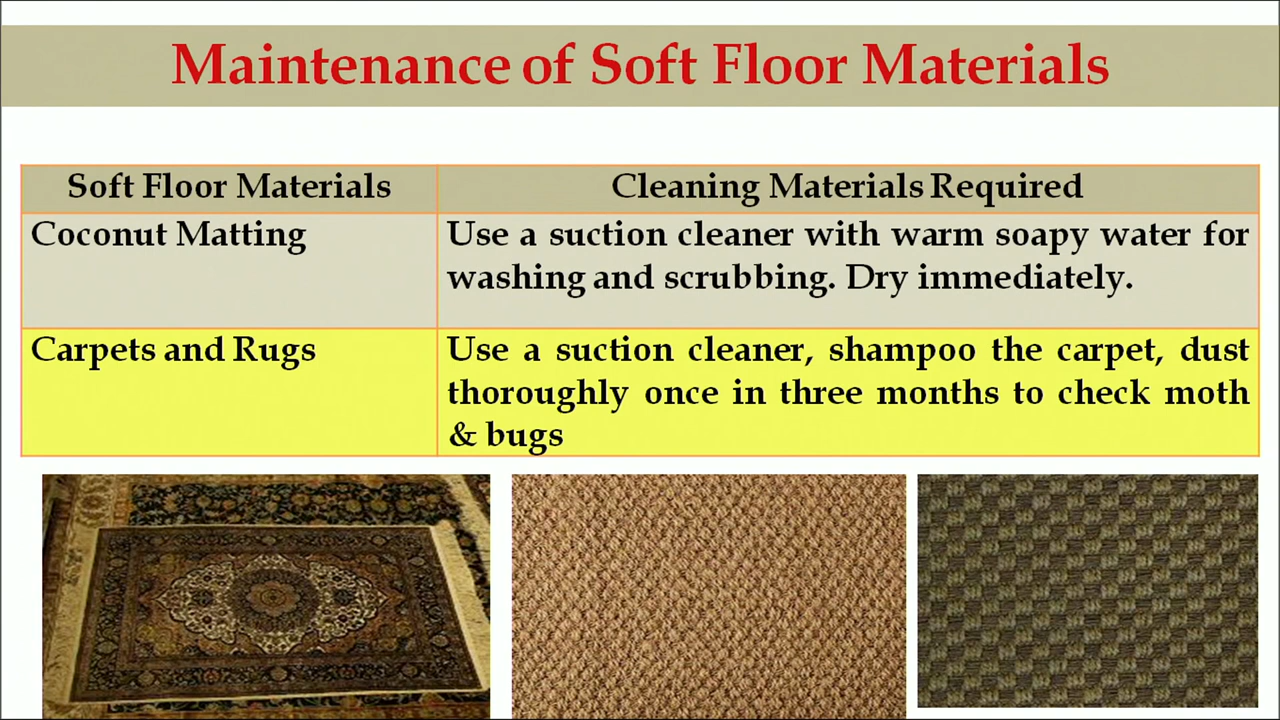 Maintenance of Soft Floor Materials
Soft Floor Materials
Cleaning Materials Required
Coconut Matting
Use a suction cleaner with warm soapy water for
washing and scrubbing. Dry immediately.
Carpets and Rugs
Use a suction cleaner, shampoo the carpet, dust
thoroughly once in three months to check moth
& bugs